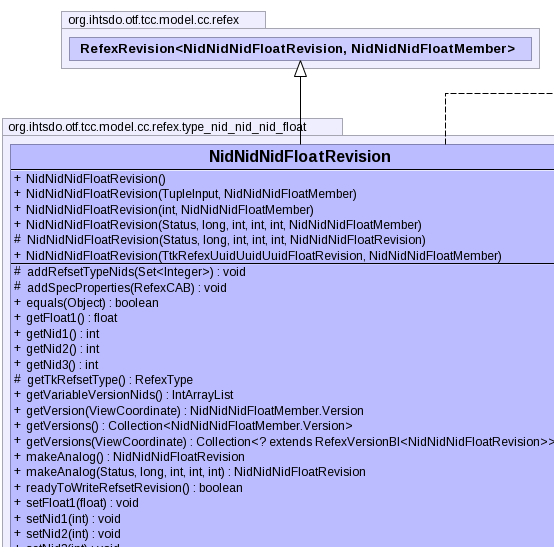 org.ihtsdo.otf.tcc.model.cc.refex
RefexRevision<NidNidNidFloatRevision, NidNidNidFloatMember>
org.ihtsdo.otf.tcc.model.cc.refex.type_nid_nid_nid_float
NidNidNidFloatRevision
+ NidNidNidFloatRevision()
+ NidNidNidFloatRevision(TupleInput, NidNidNidFloatMember)
+ NidNidNidFloatRevision(int, NidNidNidFloatMember)
+ NidNidNidFloatRevision(Status, long, int, int, int, NidNidNidFloatMember)
# NidNidNidFloatRevision(Status, long, int, int, int, NidNidNidFloatRevision)
+ NidNidNidFloatRevision(TtkRefexUuidUuidUuidFloatRevision, NidNidNidFloatMember)
# addRefsetTypeNids(Set<Integer>) : void
# addSpecProperties(RefexCAB) : void
+ equals(Object) : boolean
+ getFloat1() : float
+ getNid1() : int
+ getNid2() : int
+ getNid3() : int
# getTkRefsetType() : RefexType
+ getVariableVersionNids() : IntArrayList
+ getVersion(ViewCoordinate) : NidNidNidFloatMember.Version
+ getVersions() : Collection<NidNidNidFloatMember.Version>
+ getVersions(ViewCoordinate) : Collection<? extends RefexVersionBI<NidNidNidFloatRevision>>
+ makeAnalog() : NidNidNidFloatRevision
+ makeAnalog(Status, long, int, int, int) : NidNidNidFloatRevision
+ readyToWriteRefsetRevision() : boolean
+ setFloat1(float) : void
+ setNid1(int) : void
+ setNid2(int) : void
+ setNid3(int) : void